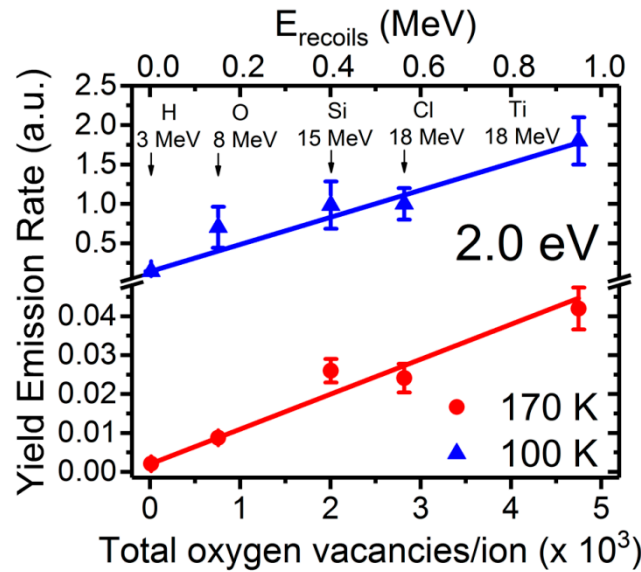 E_recoils (MeV)
0.0 0.2 0.4 0.6 0.8 1.0
Yield Emission Rate (a.u.)
2.5
2.0
1.5
1.0
0.5
0.04
0.03
0.02
0.01
0.00
H O Si Cl Ti
3 MeV 8 MeV 15 MeV 18 MeV 18 MeV
2.0 eV
170 K
100 K
0 1 2 3 4 5
Total oxygen vacancies/ion (x 10³)